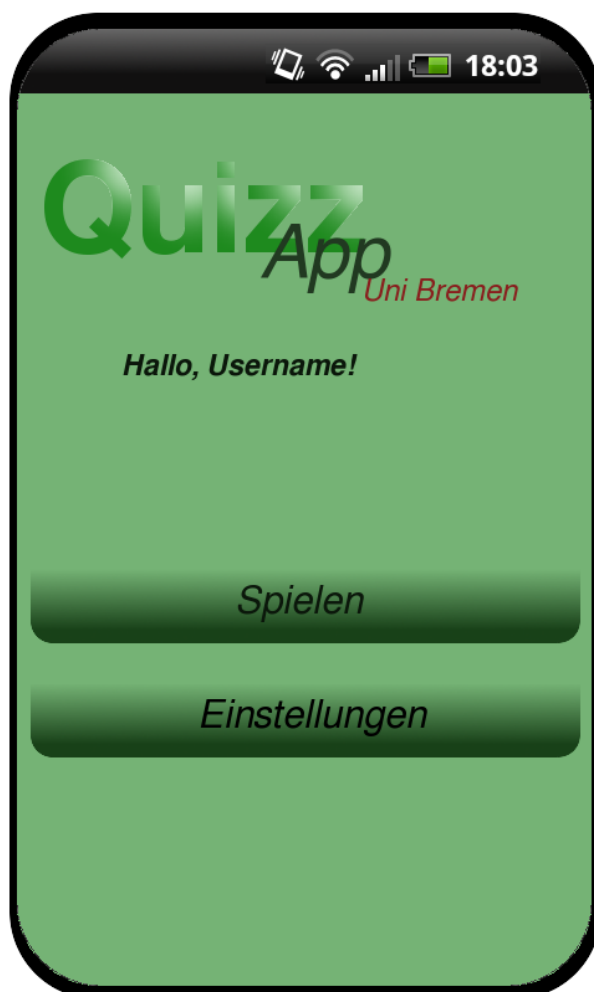 18:03
Quizz
App
Uni Bremen
Hallo, Username!
Spielen
Einstellungen